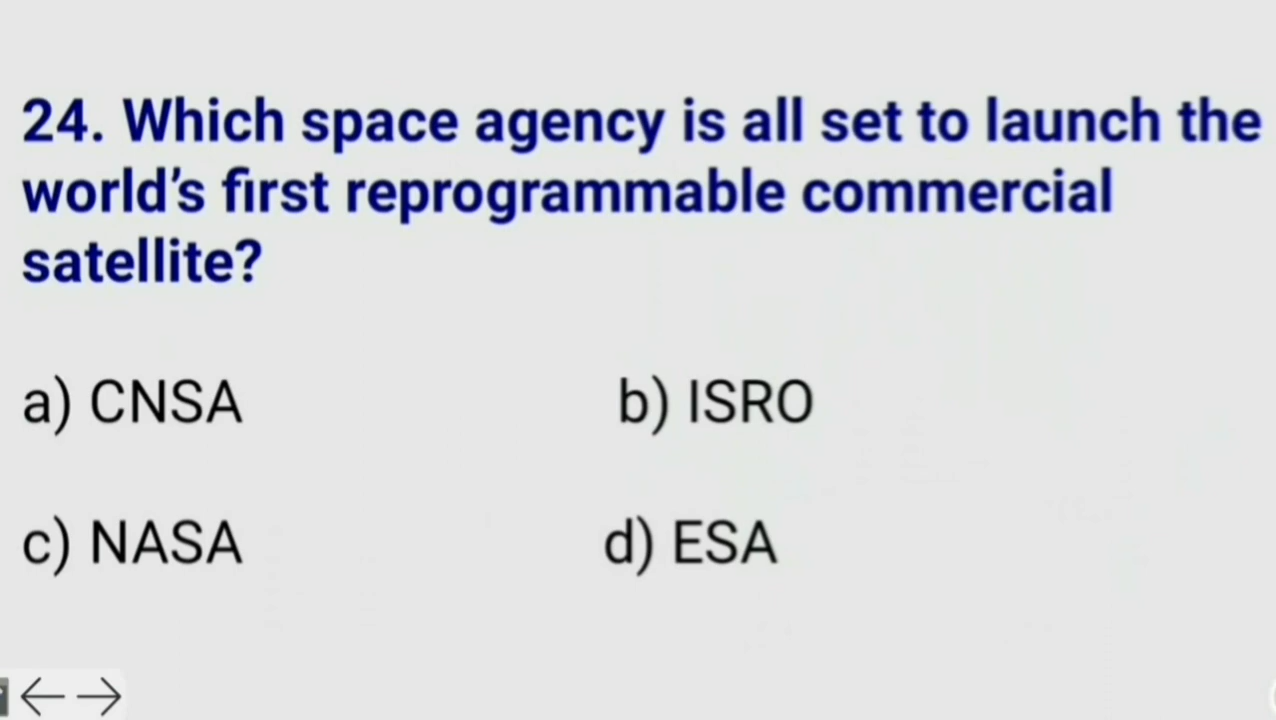 24. Which space agency is all set to launch the
world's first reprogrammable commercial
satellite?
a) CNSA b) ISRO
c) NASA d) ESA